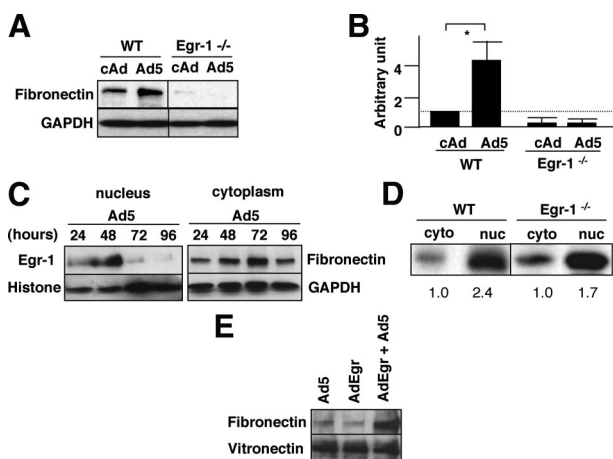 A
WT Egr-1 -/-
cAd Ad5 cAd Ad5
Fibronectin
GAPDH
B
*
Arbitrary unit
4
2
0
cAd Ad5 cAd Ad5
WT Egr-1 -/-
C
nucleus cytoplasm
Ad5 Ad5
(hours) 24 48 72 96 24 48 72 96
Egr-1 Fibronectin
Histone GAPDH
D
WT Egr-1 -/-
cyto nuc cyto nuc
1.0 2.4 1.0 1.7
E
Ad5
AdEgr
AdEgr + Ad5
Fibronectin
Vitronectin